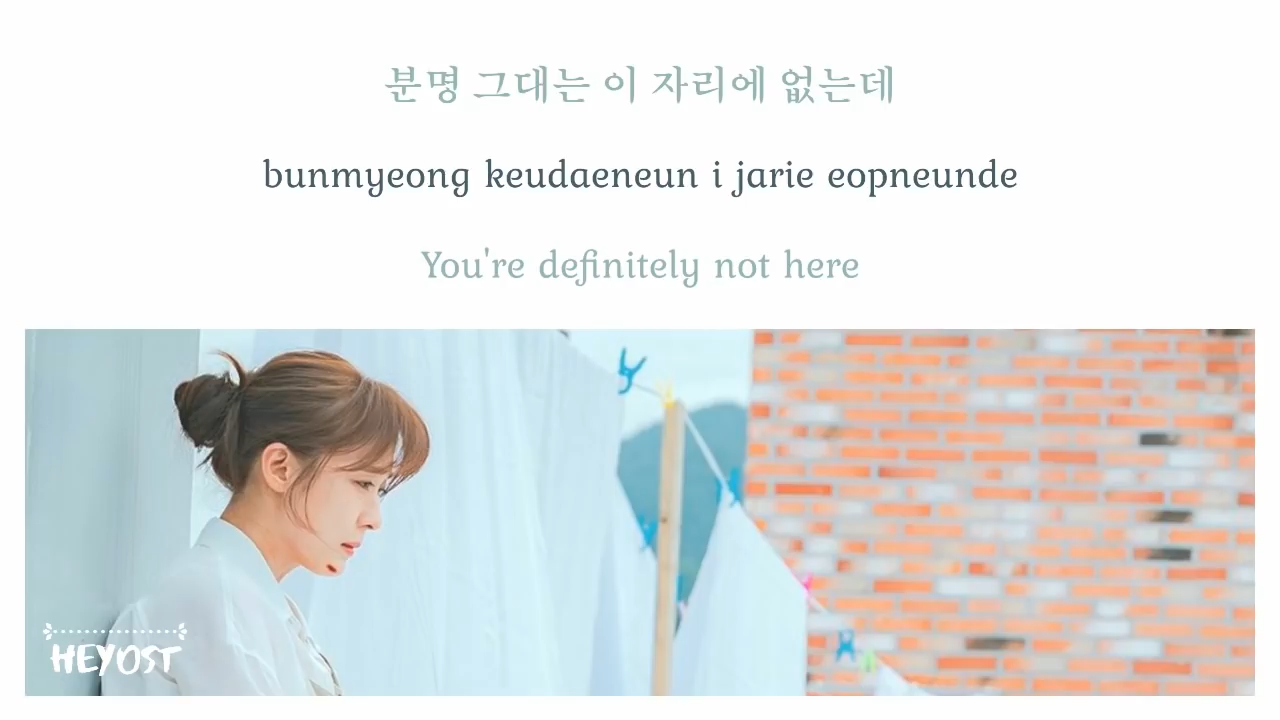 분명 그대는 이 자리에 없는데
bunmyeong keudaeneun i jarie eopneunde
You're definitely not here
HEYOST